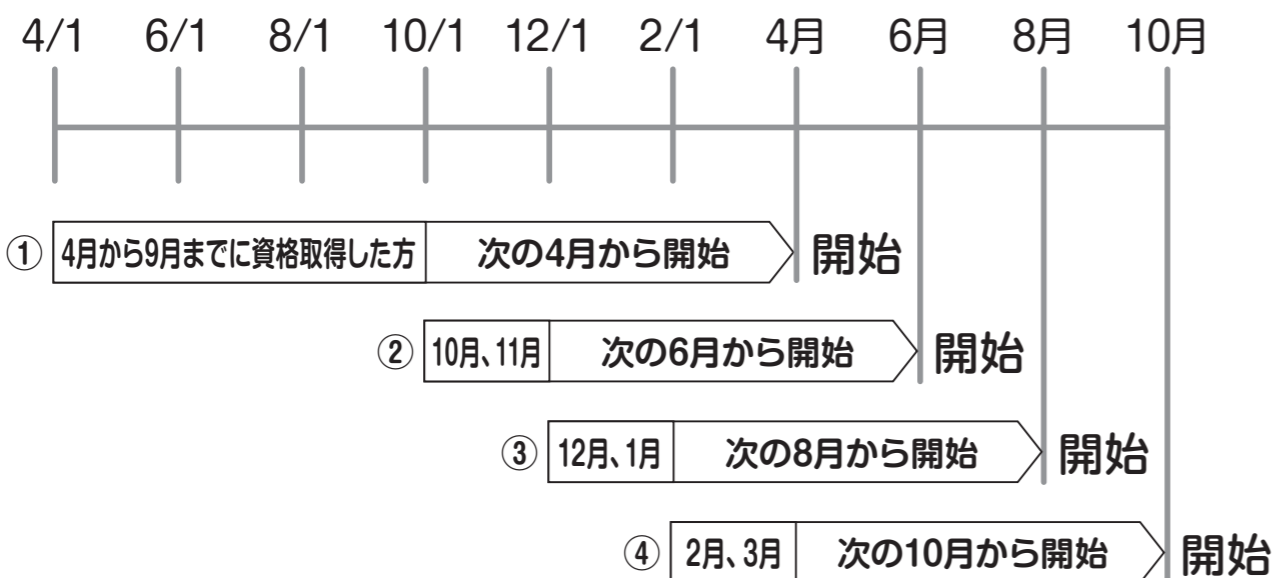 4/1 6/1 8/1 10/1 12/1 2/1 4月 6月 8月 10月
① 4月から9月までに資格取得した方 次の4月から開始 開始
② 10月、11月 次の6月から開始 開始
③ 12月、1月 次の8月から開始 開始
④ 2月、3月 次の10月から開始 開始